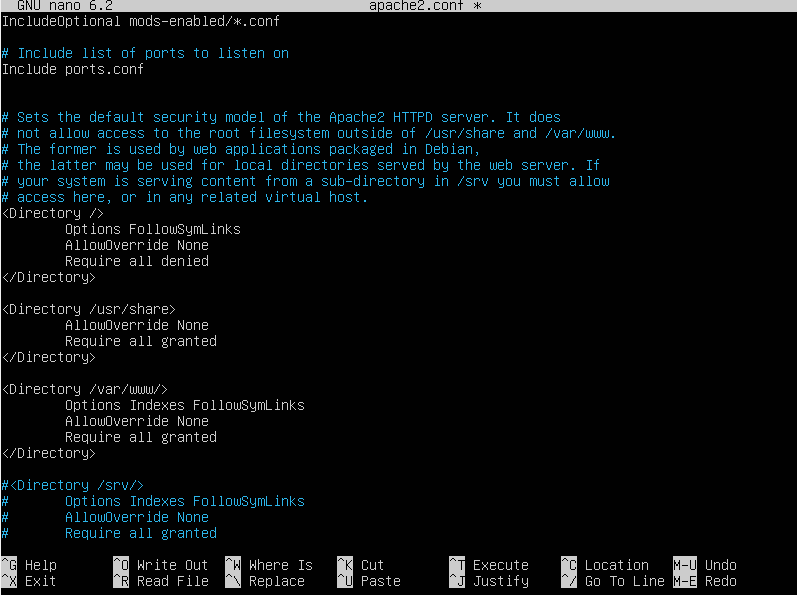 GNU nano 6.2 apache2.conf *
IncludeOptional mods-enabled/*.conf
# Include list of ports to listen on
Include ports.conf
# Sets the default security model of the Apache2 HTTPD server. It does
# not allow access to the root filesystem outside of /usr/share and /var/www.
# The former is used by web applications packaged in Debian,
# the latter may be used for local directories served by the web server. If
# your system is serving content from a sub-directory in /srv you must allow
# access here, or in any related virtual host.
<Directory />
        Options FollowSymLinks
        AllowOverride None
        Require all denied
</Directory>
<Directory /usr/share>
        AllowOverride None
        Require all granted
</Directory>
<Directory /var/www/>
        Options Indexes FollowSymLinks
        AllowOverride None
        Require all granted
</Directory>
#<Directory /srv/>
#       Options Indexes FollowSymLinks
#       AllowOverride None
#       Require all granted
^G Help ^O Write Out ^W Where Is ^K Cut ^T Execute ^C Location M-U Undo
^X Exit ^R Read File ^\ Replace ^U Paste ^J Justify ^/ Go To Line M-E Redo